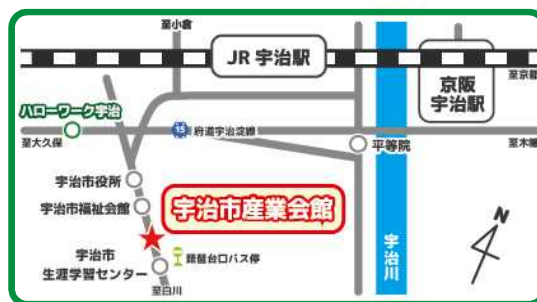 至小倉
JR 宇治駅
京阪
宇治駅
至京都
ハローワーク宇治
至大久保
15
府道宇治淀線
平等院
至木幡
宇治市役所
宇治市福祉会館
宇治市産業会館
宇治市
生涯学習センター
琵琶台口バス停
至白川
宇治川
N